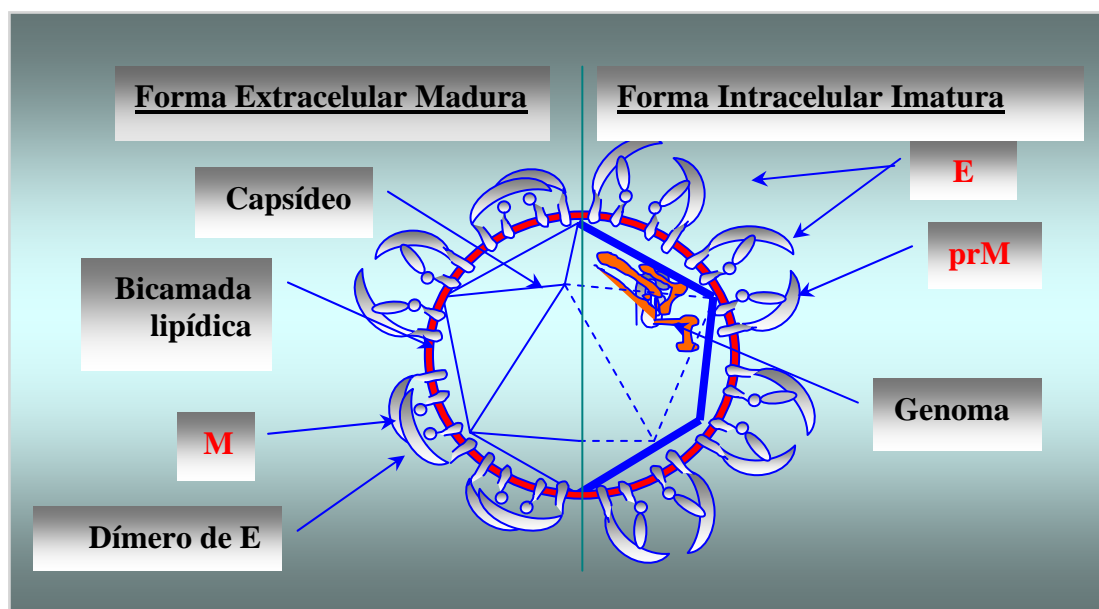 Forma Extracelular Madura
Forma Intracelular Imatura
Capsídeo
E
Bicamada
lipídica
prM
M
Genoma
Dímero de E